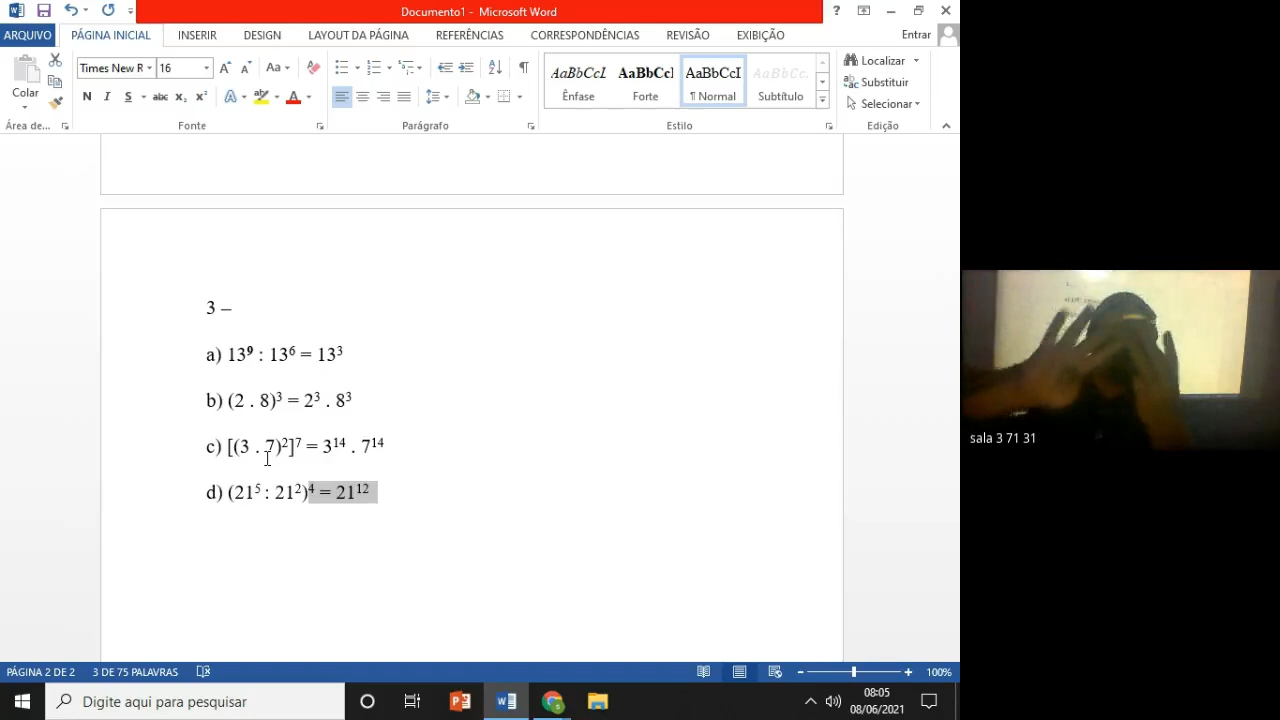 Documento1 - Microsoft Word
?
ARQUIVO PÁGINA INICIAL INSERIR DESIGN LAYOUT DA PÁGINA REFERÊNCIAS CORRESPONDÊNCIAS REVISÃO EXIBIÇÃO Entrar
Times New R 16 Aa AaBbCcI AaBbCcI AaBbCcI AaBbCc. Localizar
Substituir
Colar N I S abc x₂ x² A A Ênfase Forte ¶ Normal Subtítulo Selecionar
Área de... Fonte Parágrafo Estilo Edição
3 –
a) 13⁹ : 13⁶ = 13³
b) (2 . 8)³ = 2³ . 8³
c) [(3 . 7)²]⁷ = 3¹⁴ . 7¹⁴
d) (21⁵ : 21²)⁴ = 21¹²
sala 3 71 31
PÁGINA 2 DE 2 3 DE 75 PALAVRAS 100%
Digite aqui para pesquisar
08:05
08/06/2021